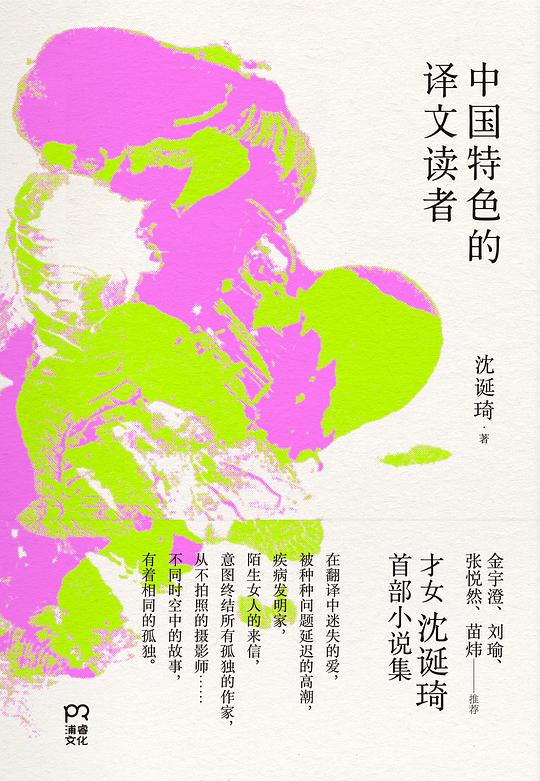 中国特色的
译文读者
沈诞琦·著
金宇澄、刘瑜、
张悦然、苗炜——推荐
才女沈诞琦
首部小说集
在翻译中迷失的爱，
被种种问题延迟的高潮，
疾病发明家，
陌生女人的来信，
意图终结所有孤独的作家，
从不拍照的摄影师……
不同时空中的故事，
有着相同的孤独。
浦睿
文化